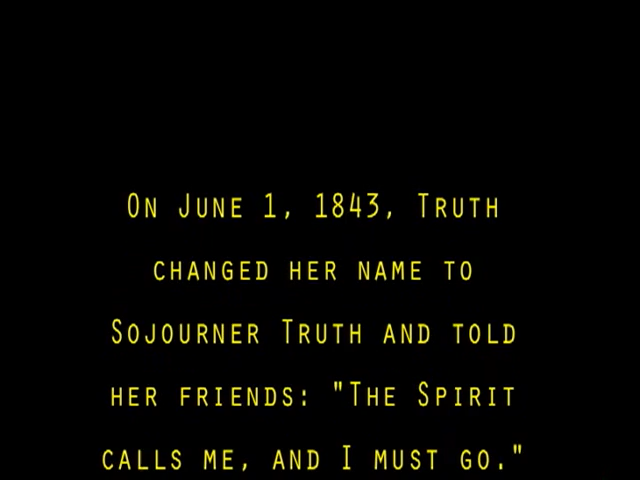 On June 1, 1843, Truth
changed her name to
Sojourner Truth and told
her friends: "The Spirit
calls me, and I must go."